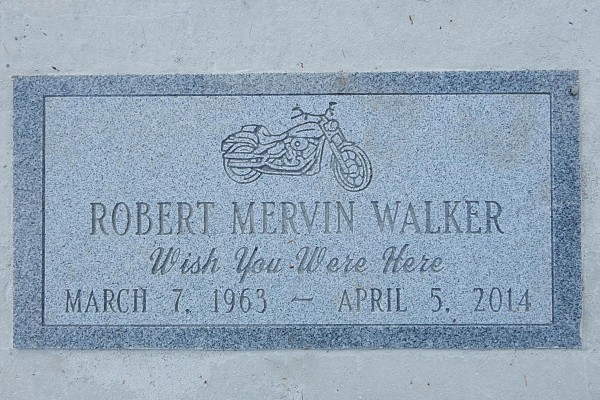 ROBERT MERVIN WALKER
Wish You Were Here
MARCH 7, 1963 — APRIL 5, 2014